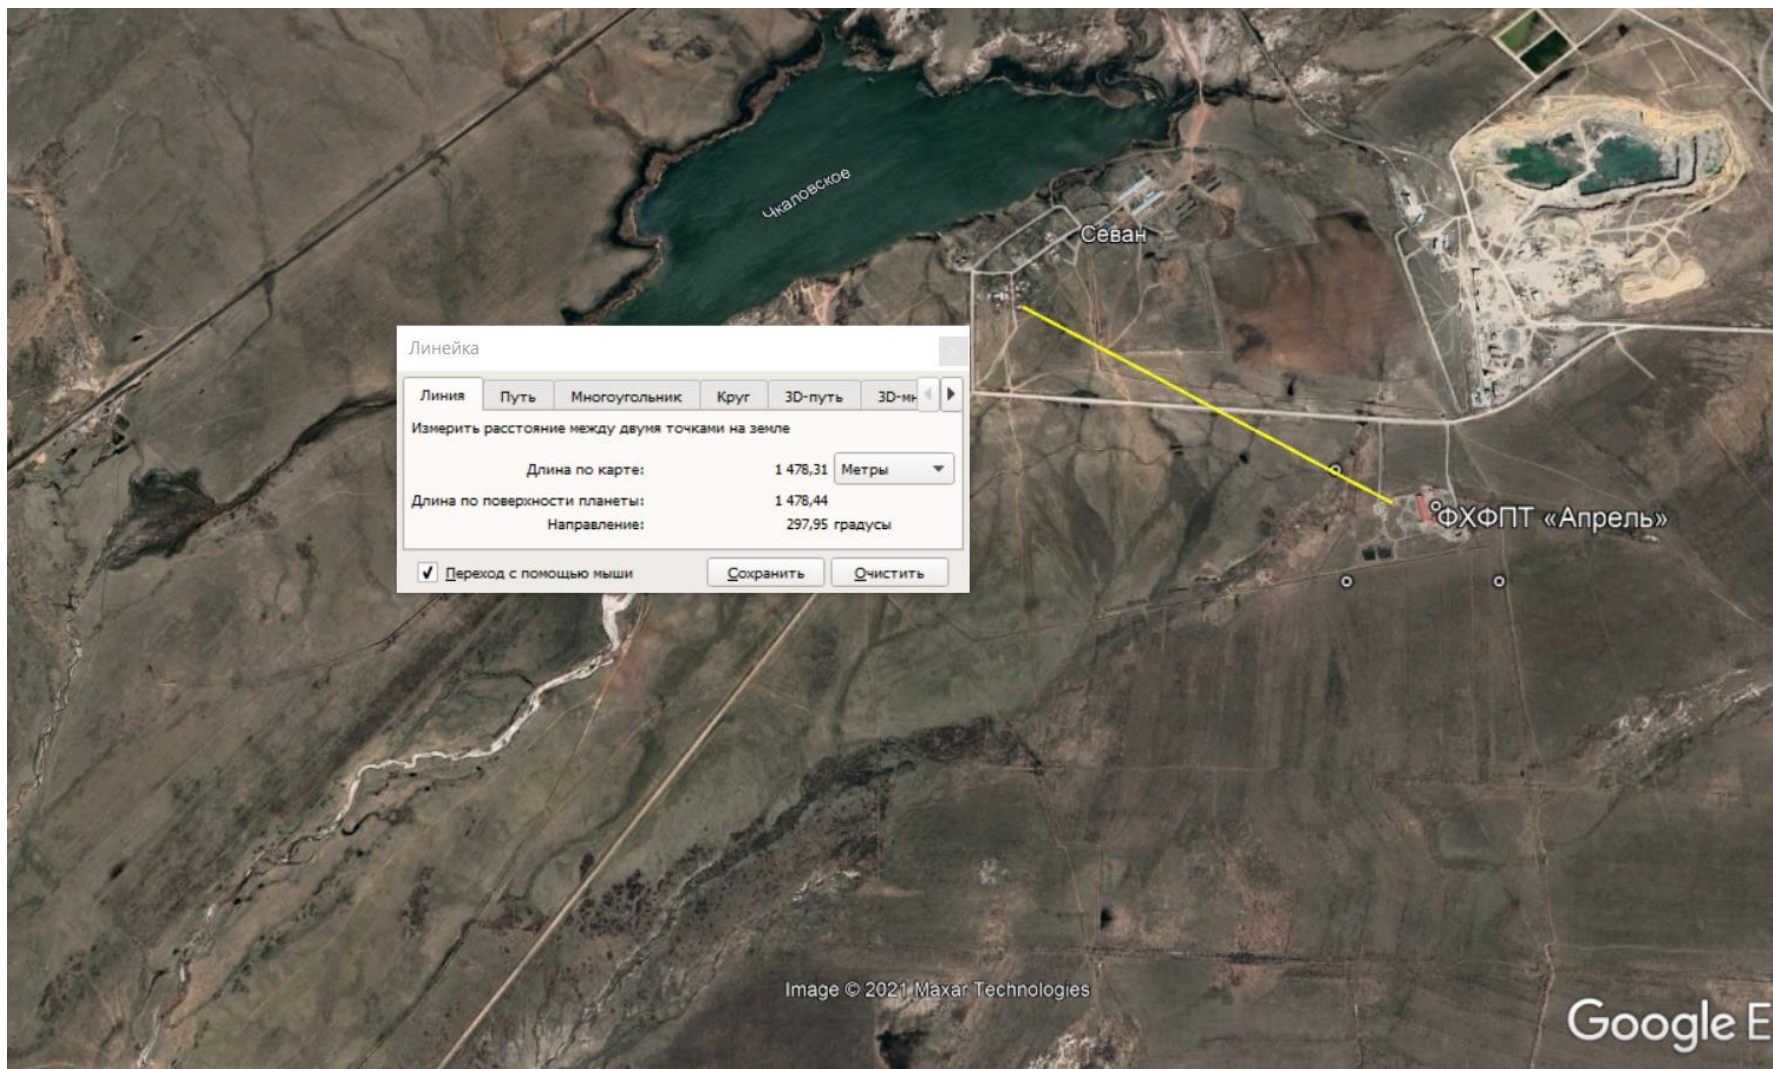 Чкаловское
Севан
Линейка
Линия Путь Многоугольник Круг 3D-путь 3D-мн
Измерить расстояние между двумя точками на земле
Длина по карте: 1 478,31 Метры
Длина по поверхности планеты: 1 478,44
Направление: 297,95 градусы
Переход с помощью мыши Сохранить Очистить
ФХФПТ «Апрель»
Image © 2021 Maxar Technologies
Google E